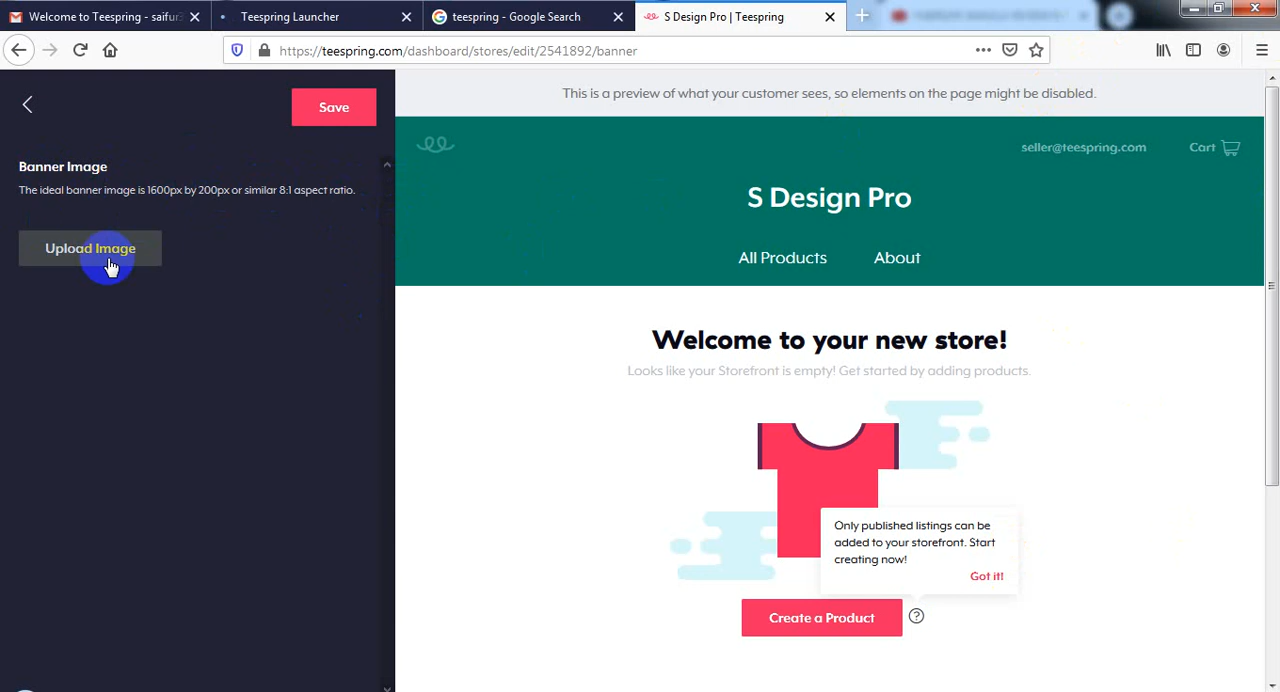 Welcome to Teespring - saifur
Teespring Launcher
teespring - Google Search
S Design Pro | Teespring
https://teespring.com/dashboard/stores/edit/2541892/banner
Save
This is a preview of what your customer sees, so elements on the page might be disabled.
seller@teespring.com
Cart
Banner Image
The ideal banner image is 1600px by 200px or similar 8:1 aspect ratio.
S Design Pro
Upload Image
All Products
About
Welcome to your new store!
Looks like your Storefront is empty! Get started by adding products.
Only published listings can be
added to your storefront. Start
creating now!
Got it!
Create a Product